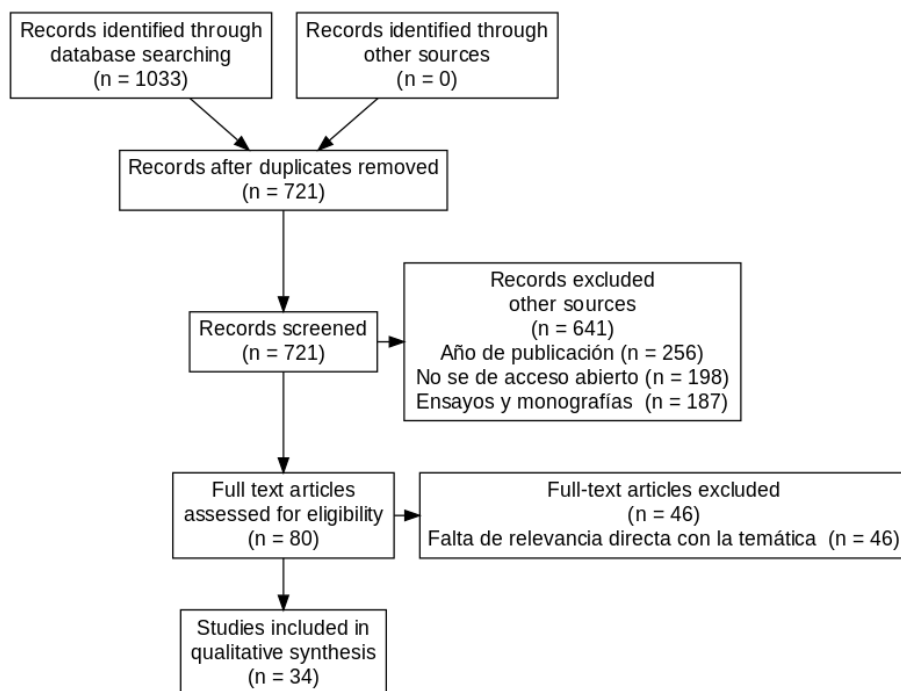 Records identified through
database searching
(n = 1033)
Records identified through
other sources
(n = 0)
Records after duplicates removed
(n = 721)
Records screened
(n = 721)
Records excluded
other sources
(n = 641)
Año de publicación (n = 256)
No se de acceso abierto (n = 198)
Ensayos y monografías (n = 187)
Full text articles
assessed for eligibility
(n = 80)
Full-text articles excluded
(n = 46)
Falta de relevancia directa con la temática (n = 46)
Studies included in
qualitative synthesis
(n = 34)